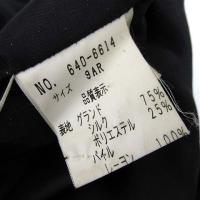 NO. 640-6614
サイズ 9AR
品質表示
表地 グランド
シルク 75%
ポリエステル 25%
パイル
レーヨン 100%